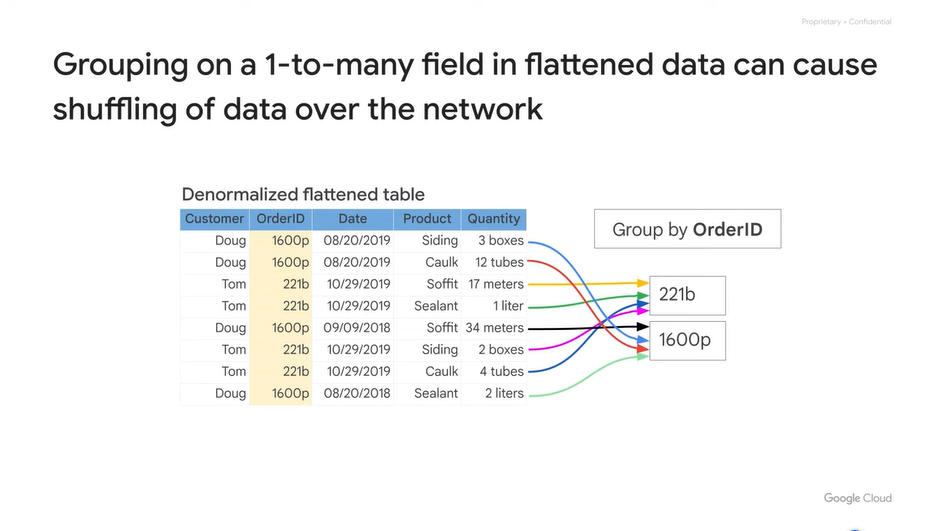 Proprietary + Confidential
Grouping on a 1-to-many field in flattened data can cause
shuffling of data over the network
Denormalized flattened table
Customer OrderID Date Product Quantity
Doug 1600p 08/20/2019 Siding 3 boxes
Doug 1600p 08/20/2019 Caulk 12 tubes
Tom 221b 10/29/2019 Soffit 17 meters
Tom 221b 10/29/2019 Sealant 1 liter
Doug 1600p 09/09/2018 Soffit 34 meters
Tom 221b 10/29/2019 Siding 2 boxes
Tom 221b 10/29/2019 Caulk 4 tubes
Doug 1600p 08/20/2018 Sealant 2 liters
Group by OrderID
221b
1600p
Google Cloud